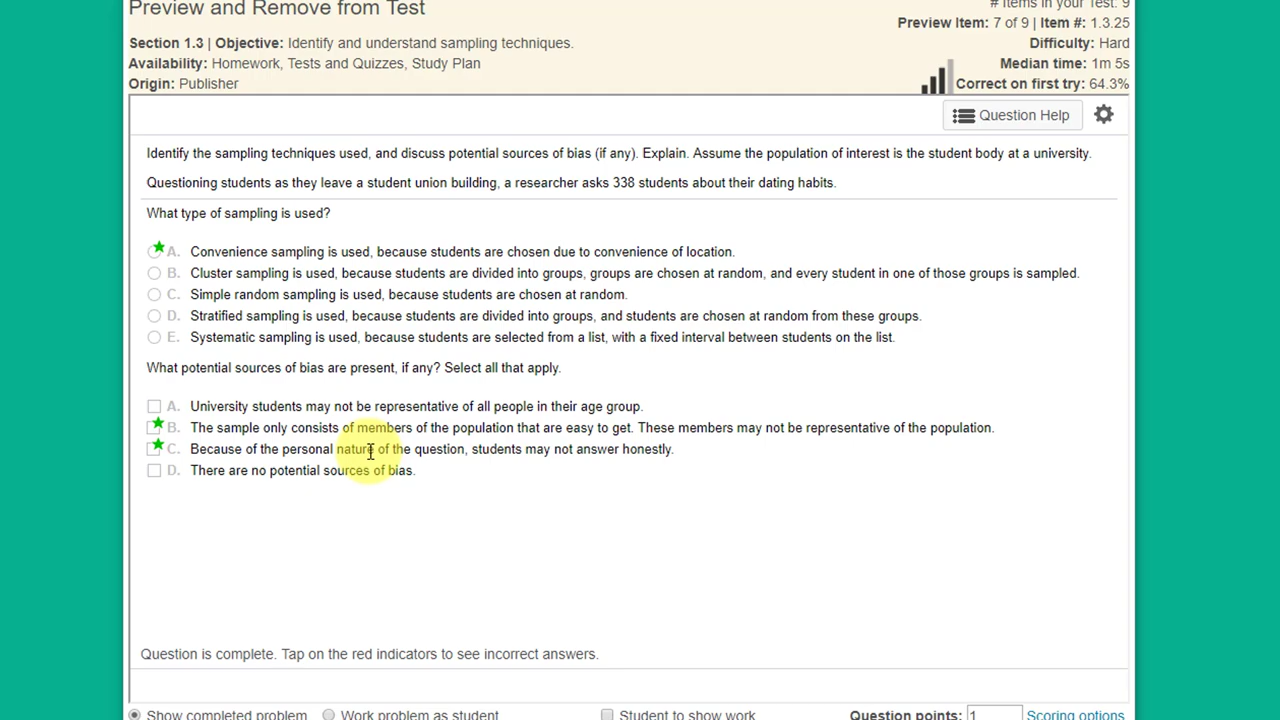 Preview and Remove from Test
# Items in your Test: 9
Preview Item: 7 of 9 | Item #: 1.3.25
Section 1.3 | Objective: Identify and understand sampling techniques.
Difficulty: Hard
Availability: Homework, Tests and Quizzes, Study Plan
Median time: 1m 5s
Origin: Publisher
Correct on first try: 64.3%
Question Help
Identify the sampling techniques used, and discuss potential sources of bias (if any). Explain. Assume the population of interest is the student body at a university.
Questioning students as they leave a student union building, a researcher asks 338 students about their dating habits.
What type of sampling is used?
A. Convenience sampling is used, because students are chosen due to convenience of location.
B. Cluster sampling is used, because students are divided into groups, groups are chosen at random, and every student in one of those groups is sampled.
C. Simple random sampling is used, because students are chosen at random.
D. Stratified sampling is used, because students are divided into groups, and students are chosen at random from these groups.
E. Systematic sampling is used, because students are selected from a list, with a fixed interval between students on the list.
What potential sources of bias are present, if any? Select all that apply.
A. University students may not be representative of all people in their age group.
B. The sample only consists of members of the population that are easy to get. These members may not be representative of the population.
C. Because of the personal nature of the question, students may not answer honestly.
D. There are no potential sources of bias.
Question is complete. Tap on the red indicators to see incorrect answers.
Show completed problem Work problem as student Student to show work Question points: 1 Scoring options